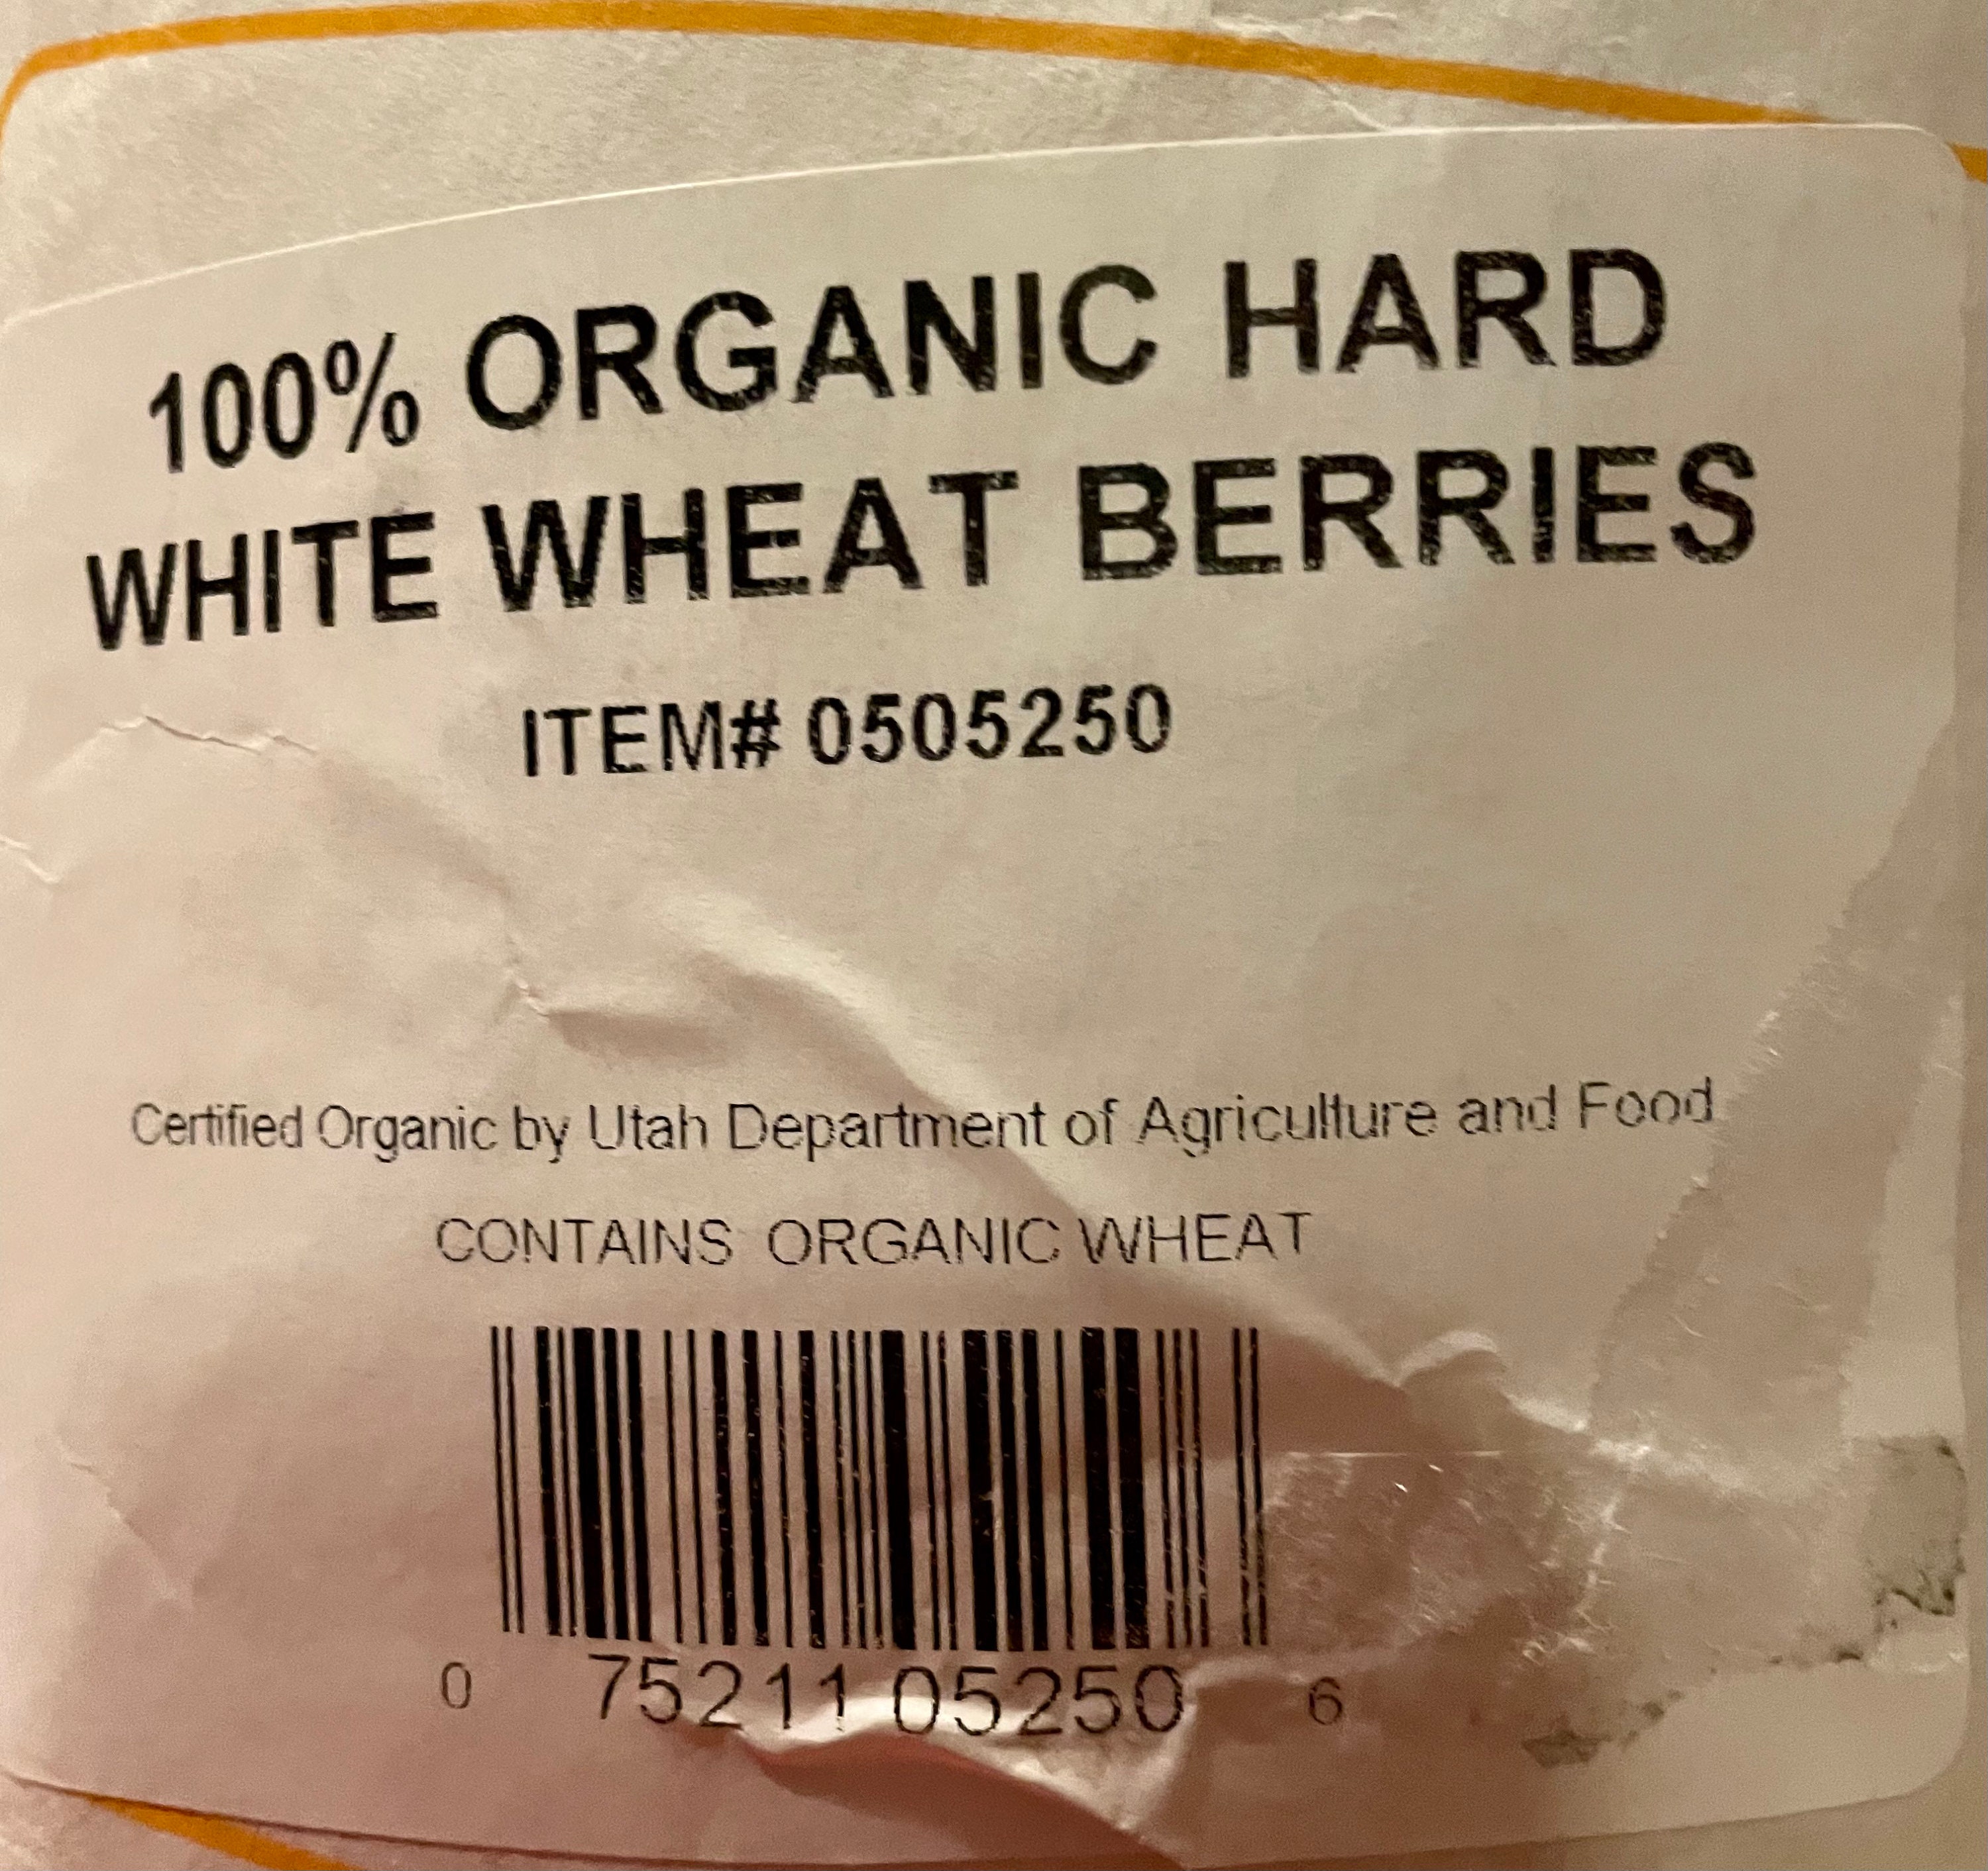 100% ORGANIC HARD
WHITE WHEAT BERRIES
ITEM# 0505250
Certified Organic by Utah Department of Agriculture and Food
CONTAINS ORGANIC WHEAT
0 75211 05250 6